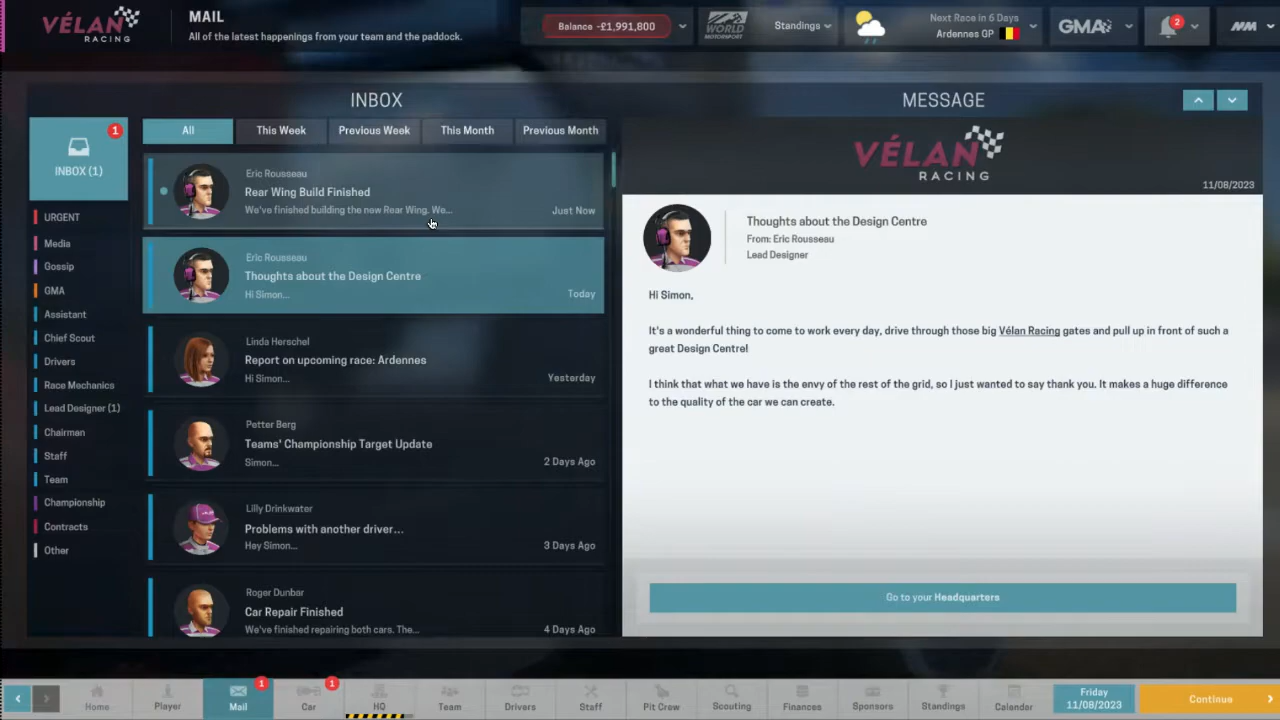 VÉLAN
RACING
MAIL
All of the latest happenings from your team and the paddock.
Balance -£1,991,800
WORLD
MOTORSPORT
Standings
Next Race in 6 Days
Ardennes GP
GMA
2
INBOX
MESSAGE
1
INBOX (1)
All
This Week
Previous Week
This Month
Previous Month
URGENT
Media
Gossip
GMA
Assistant
Chief Scout
Drivers
Race Mechanics
Lead Designer (1)
Chairman
Staff
Team
Championship
Contracts
Other
Eric Rousseau
Rear Wing Build Finished
We've finished building the new Rear Wing. We...
Just Now
Eric Rousseau
Thoughts about the Design Centre
Hi Simon...
Today
Linda Herschel
Report on upcoming race: Ardennes
Hi Simon...
Yesterday
Petter Berg
Teams' Championship Target Update
Simon...
2 Days Ago
Lilly Drinkwater
Problems with another driver...
Hey Simon...
3 Days Ago
Roger Dunbar
Car Repair Finished
We've finished repairing both cars. The...
4 Days Ago
VÉLAN
RACING
11/08/2023
Thoughts about the Design Centre
From: Eric Rousseau
Lead Designer
Hi Simon,
It's a wonderful thing to come to work every day, drive through those big Vélan Racing gates and pull up in front of such a
great Design Centre!
I think that what we have is the envy of the rest of the grid, so I just wanted to say thank you. It makes a huge difference
to the quality of the car we can create.
Go to your Headquarters
Home
Player
1
Mail
1
Car
HQ
Team
Drivers
Staff
Pit Crew
Scouting
Finances
Sponsors
Standings
Calendar
Friday
11/08/2023
Continue